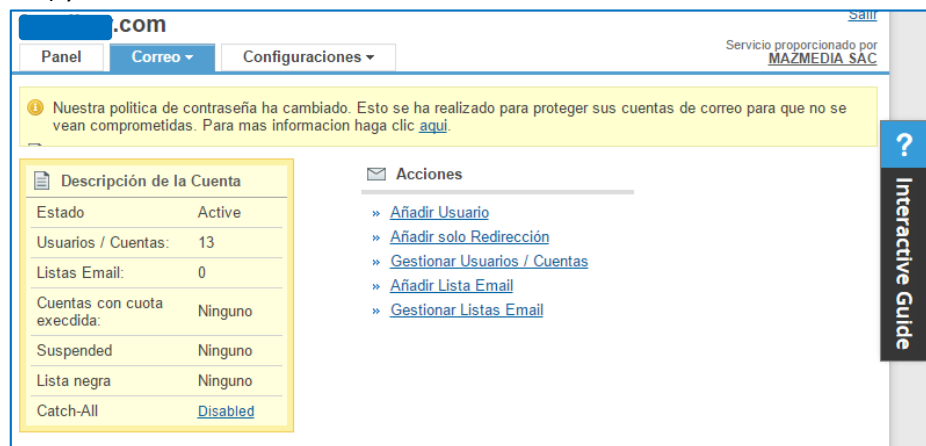 .com
Salir
Panel Correo Configuraciones
Servicio proporcionado por
MAZMEDIA SAC
Nuestra politica de contraseña ha cambiado. Esto se ha realizado para proteger sus cuentas de correo para que no se
vean comprometidas. Para mas informacion haga clic aqui.
?
Interactive Guide
Descripción de la Cuenta
Estado Active
Usuarios / Cuentas: 13
Listas Email: 0
Cuentas con cuota
execdida: Ninguno
Suspended Ninguno
Lista negra Ninguno
Catch-All Disabled
Acciones
» Añadir Usuario
» Añadir solo Redirección
» Gestionar Usuarios / Cuentas
» Añadir Lista Email
» Gestionar Listas Email